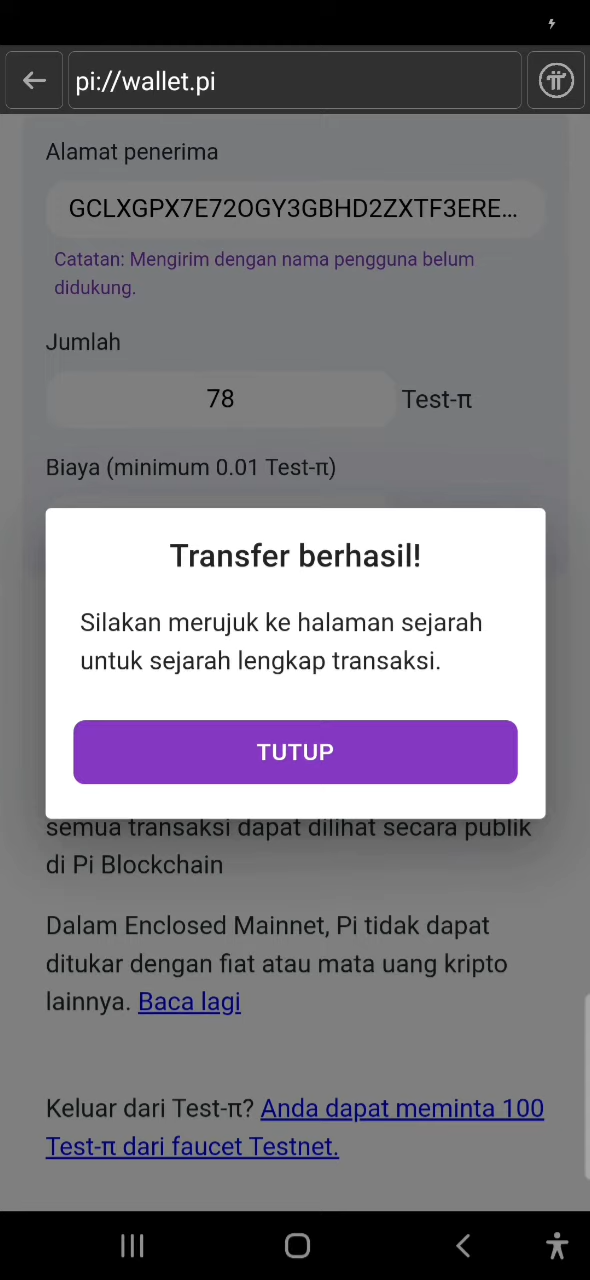 pi://wallet.pi
Alamat penerima
GCLXGPX7E72OGY3GBHD2ZXTF3ERE...
Catatan: Mengirim dengan nama pengguna belum
didukung.
Jumlah
78 Test-π
Biaya (minimum 0.01 Test-π)
Transfer berhasil!
Silakan merujuk ke halaman sejarah
untuk sejarah lengkap transaksi.
TUTUP
semua transaksi dapat dilihat secara publik
di Pi Blockchain
Dalam Enclosed Mainnet, Pi tidak dapat
ditukar dengan fiat atau mata uang kripto
lainnya. Baca lagi
Keluar dari Test-π? Anda dapat meminta 100
Test-π dari faucet Testnet.